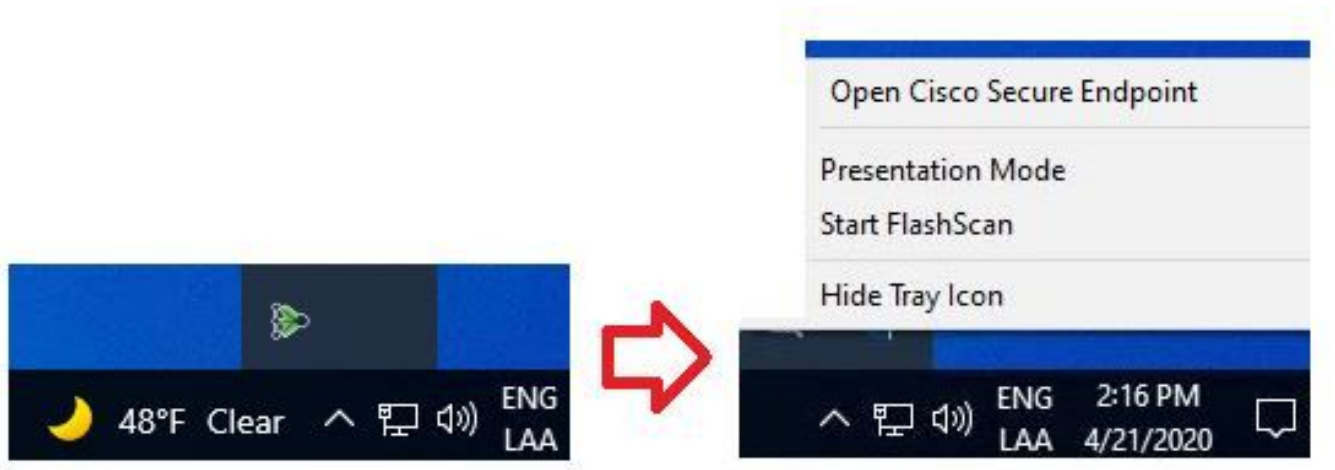 Open Cisco Secure Endpoint
Presentation Mode
Start FlashScan
Hide Tray Icon
48°F Clear
ENG
LAA
ENG
LAA
2:16 PM
4/21/2020